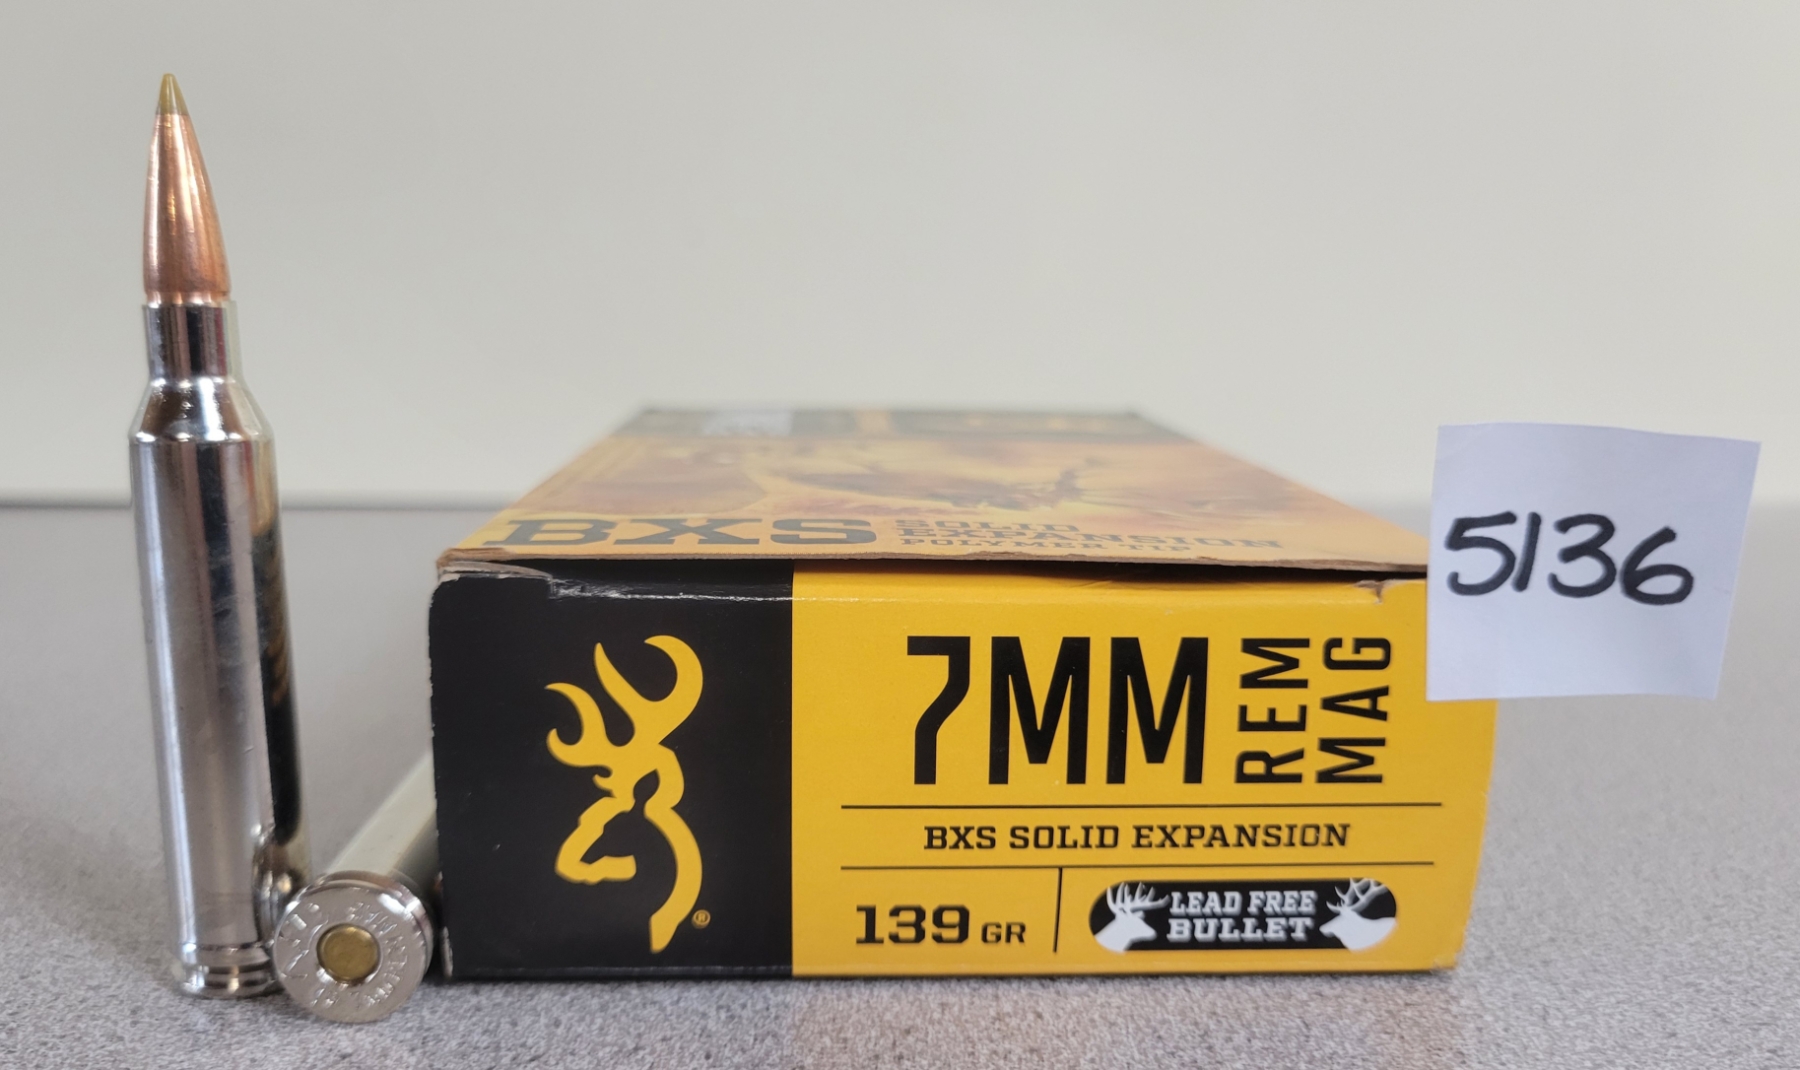 BXS SOLID
EXPANSION
POLYMER TIP
5136
7MM REM
MAG
BXS SOLID EXPANSION
139 GR
LEAD FREE
BULLET
®